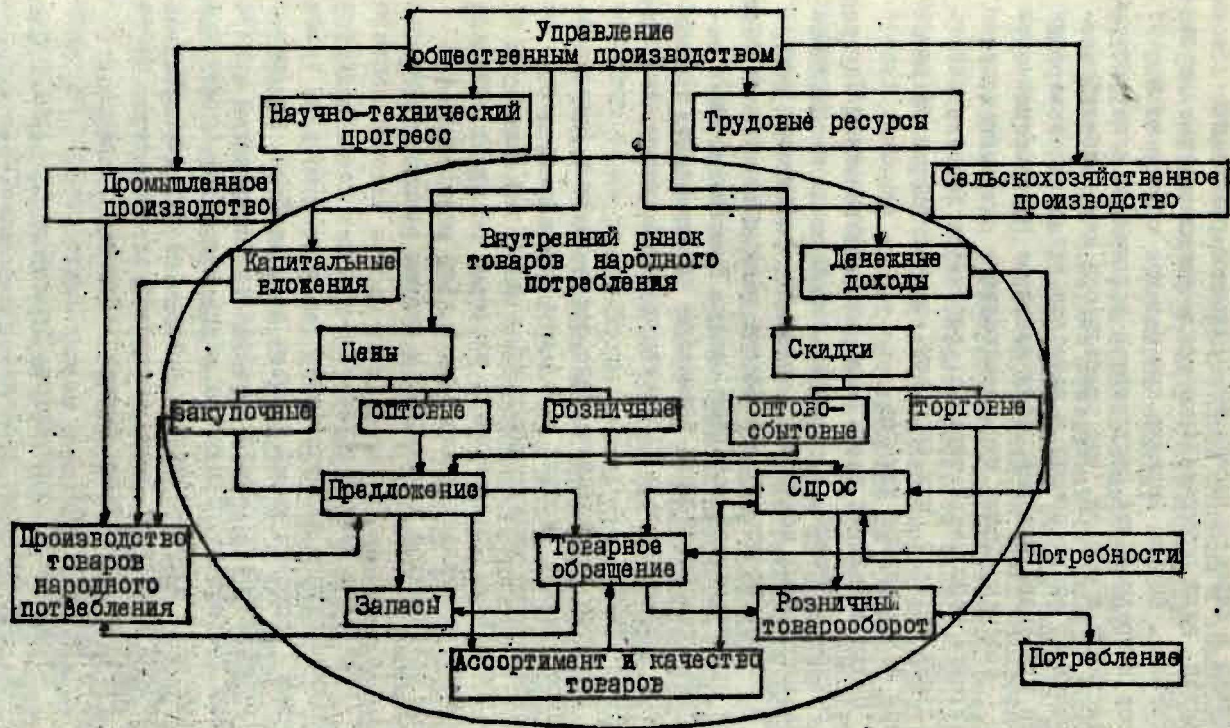 Управление
общественным производством
Научно-технический
прогресс
Трудовые ресурсы
Промышленное
производство
Сельскохозяйственное
производство
Внутренний рынок
товаров народного
потребления
Капитальные
вложения
Денежные
доходы
Цены
Скидки
закупочные
оптовые
розничные
оптово-
сбытовые
торговые
Предложение
Спрос
Производство
товаров
народного
потребления
Товарное
обращение
Потребности
Запасы
Розничный
товарооборот
Ассортимент и качество
товаров
Потребление